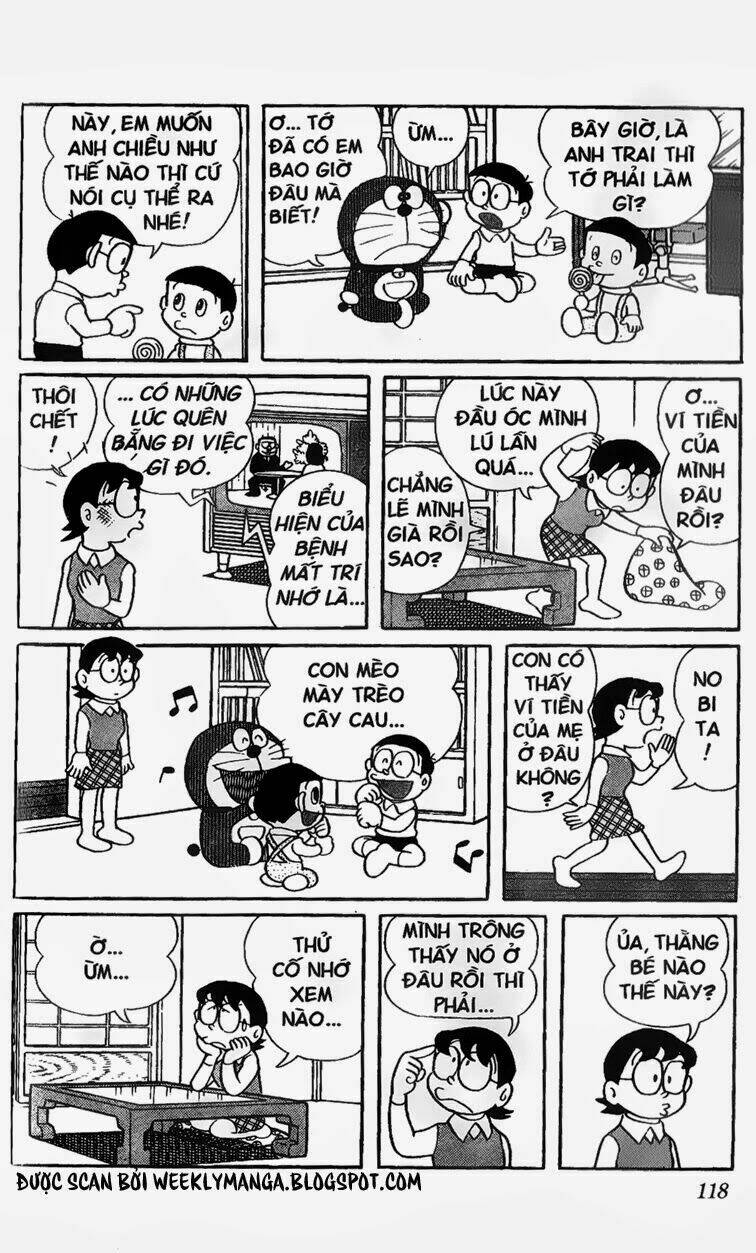 BÂY GIỜ, LÀ
ANH TRAI THÌ
TỚ PHẢI LÀM
GÌ?
ỪM...
Ơ... TỚ
ĐÃ CÓ EM
BAO GIỜ
ĐÂU MÀ
BIẾT!
NÀY, EM MUỐN
ANH CHIỀU NHƯ
THẾ NÀO THÌ CỨ
NÓI CỤ THỂ RA
NHÉ!
Ơ...
VÍ TIỀN
CỦA
MÌNH
ĐÂU
RỒI?
LÚC NÀY
ĐẦU ÓC MÌNH
LÚ LẪN
QUÁ...
CHẲNG
LẼ MÌNH
GIÀ RỒI
SAO?
BIỂU
HIỆN CỦA
BỆNH
MẤT TRÍ
NHỚ LÀ...
... CÓ NHỮNG
LÚC QUÊN
BẴNG ĐI VIỆC
GÌ ĐÓ.
THÔI
CHẾT
!
NO
BI
TA
!
CON CÓ
THẤY
VÍ TIỀN
CỦA MẸ
Ở ĐÂU
KHÔNG
?
CON MÈO
MÀY TRÈO
CÂY CAU...
ỦA, THẰNG
BÉ NÀO
THẾ NÀY?
MÌNH TRÔNG
THẤY NÓ Ở
ĐÂU RỒI THÌ
PHẢI...
THỬ
CỐ NHỚ
XEM
NÀO...
Ờ...
ỪM...
ĐƯỢC SCAN BỞI WEEKLYMANGA.BLOGSPOT.COM
118